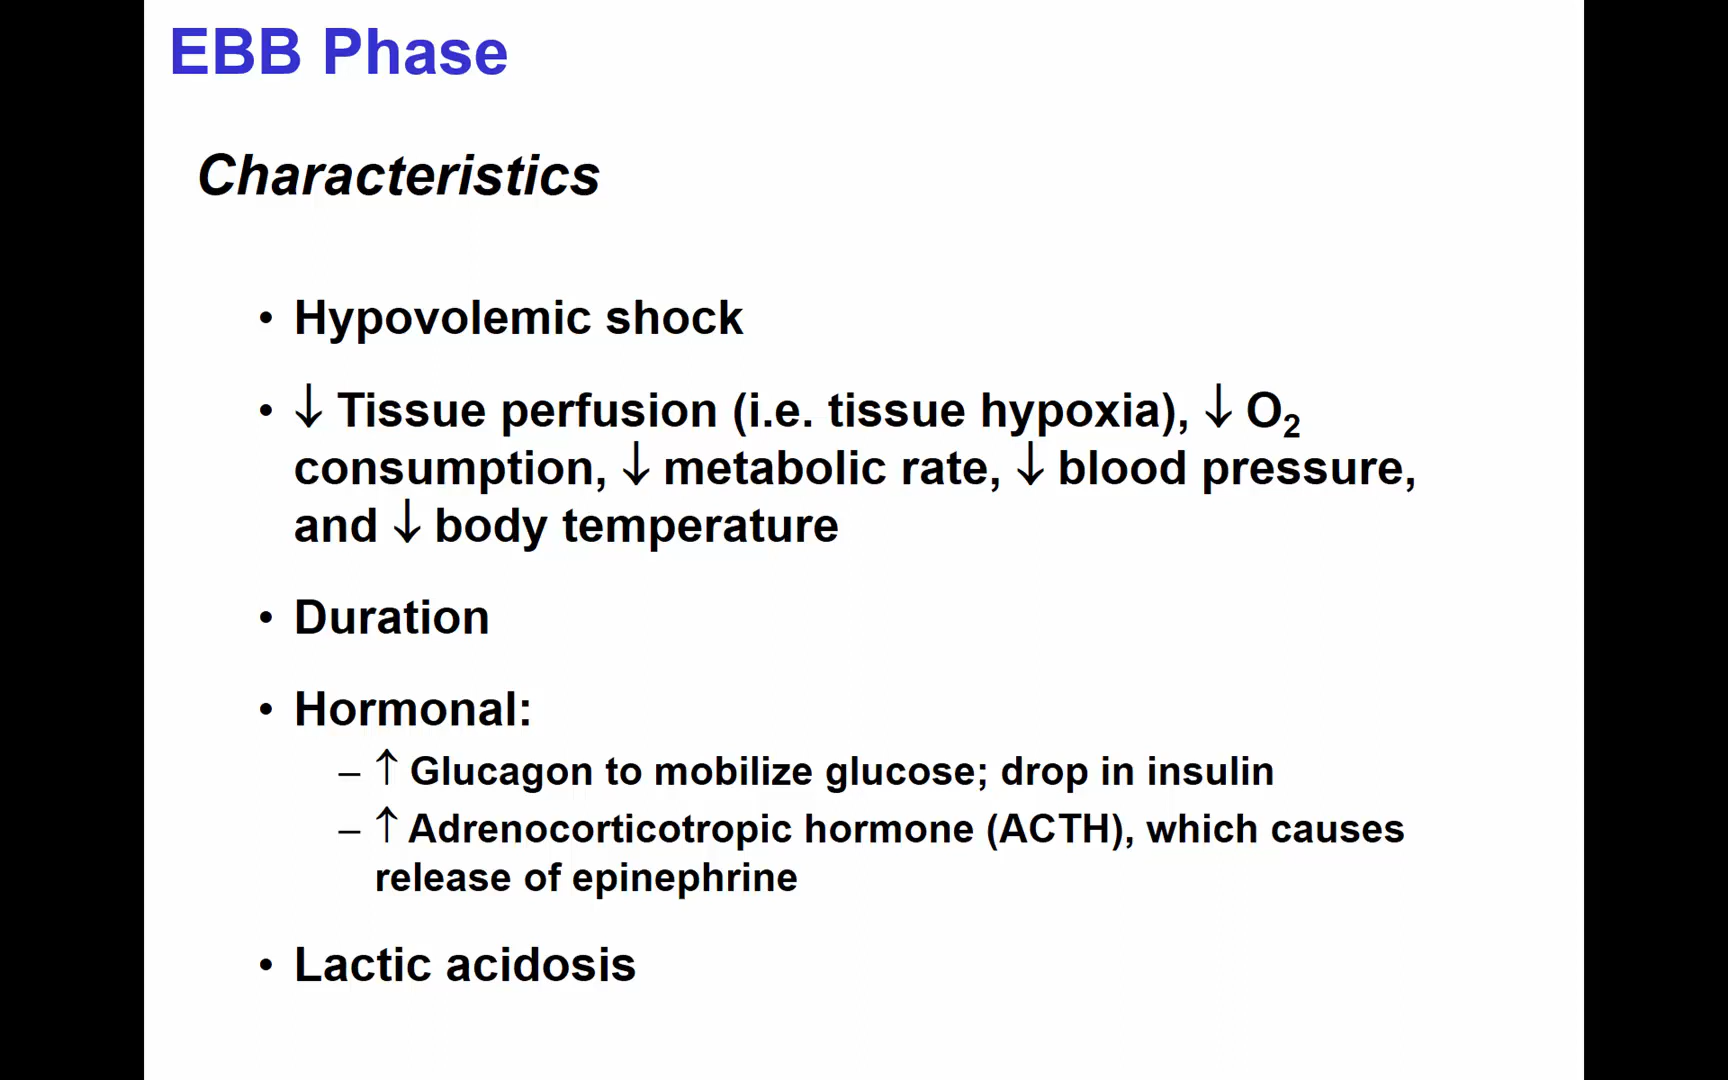 EBB Phase
Characteristics
• Hypovolemic shock
• ↓ Tissue perfusion (i.e. tissue hypoxia), ↓ O₂
consumption, ↓ metabolic rate, ↓ blood pressure,
and ↓ body temperature
• Duration
• Hormonal:
– ↑ Glucagon to mobilize glucose; drop in insulin
– ↑ Adrenocorticotropic hormone (ACTH), which causes
release of epinephrine
• Lactic acidosis